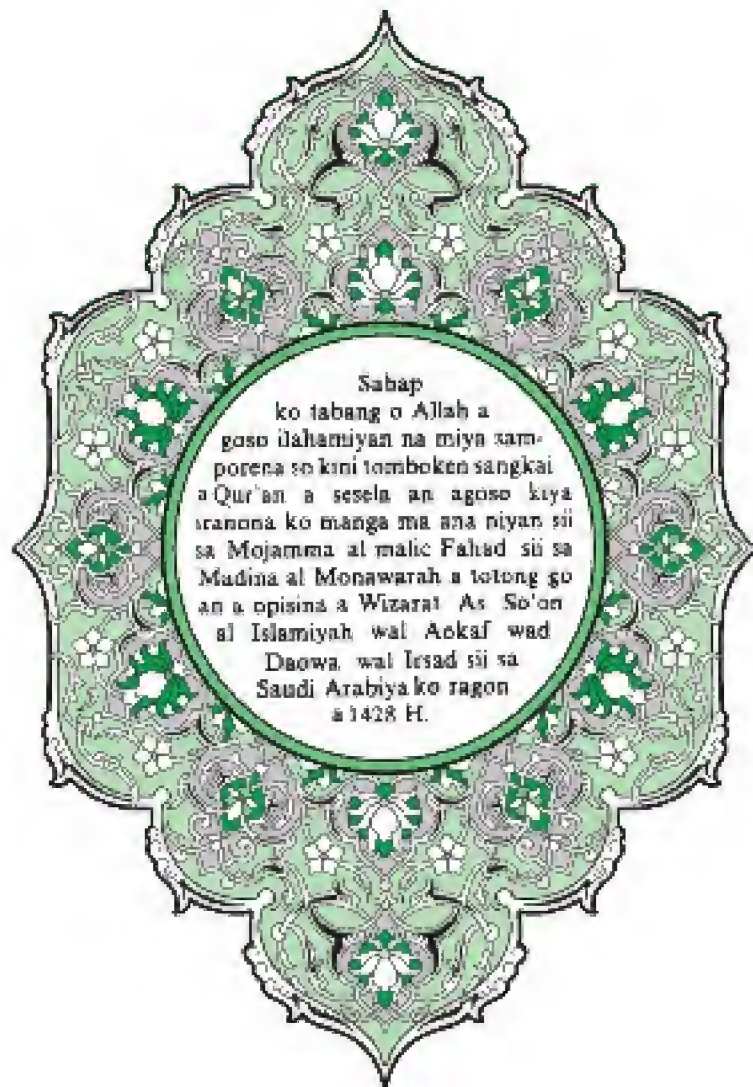 Sabap
ko tabang o Allah a
goso ilahamiyan na miya sam-
porena so kini tomboken sangkai
a Qur'an a sesela an agoso kiya
iranona ko manga ma ana niyan sii
sa Mojamma al malic Fahad sii sa
Madina al Monawarah a totong go
an a opisina a Wizarat As So'on
al Islamiyah wal Aokaf wad
Daowa wal Irsad sii sa
Saudi Arabiya ko ragon
a 1428 H.